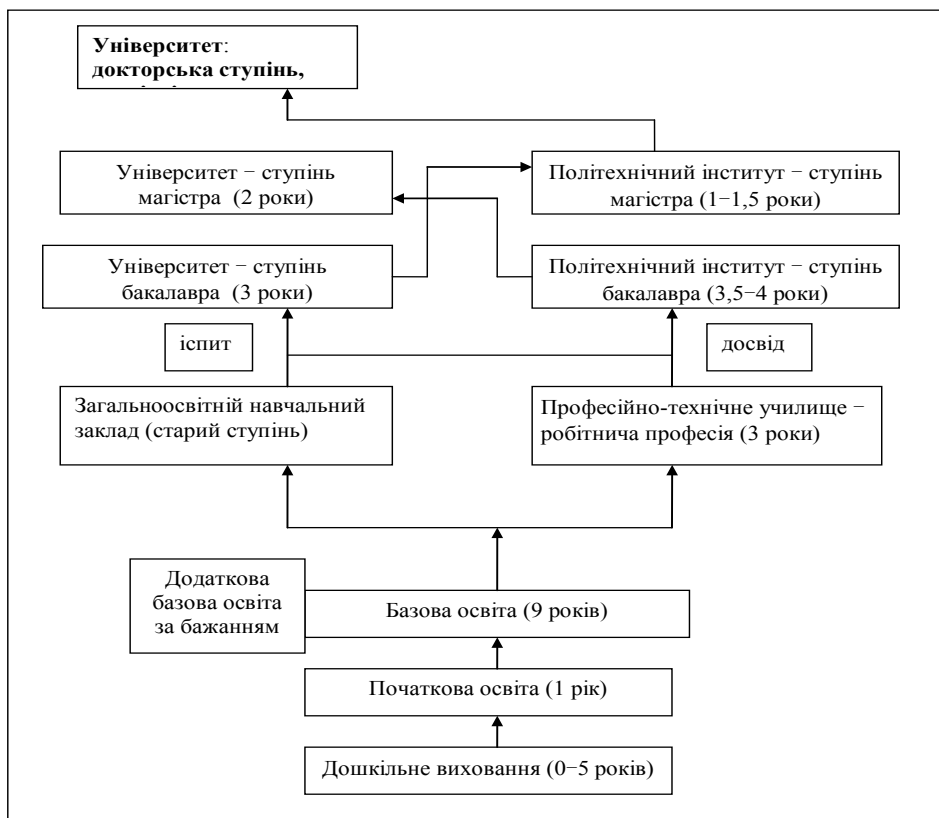 Університет:
докторська ступінь,
Університет − ступінь
магістра (2 роки)
Політехнічний інститут − ступінь
магістра (1−1,5 роки)
Університет − ступінь
бакалавра (3 роки)
Політехнічний інститут − ступінь
бакалавра (3,5−4 роки)
іспит
досвід
Загальноосвітній навчальний
заклад (старий ступінь)
Професійно-технічне училище −
робітнича професія (3 роки)
Додаткова
базова освіта
за бажанням
Базова освіта (9 років)
Початкова освіта (1 рік)
Дошкільне виховання (0−5 років)